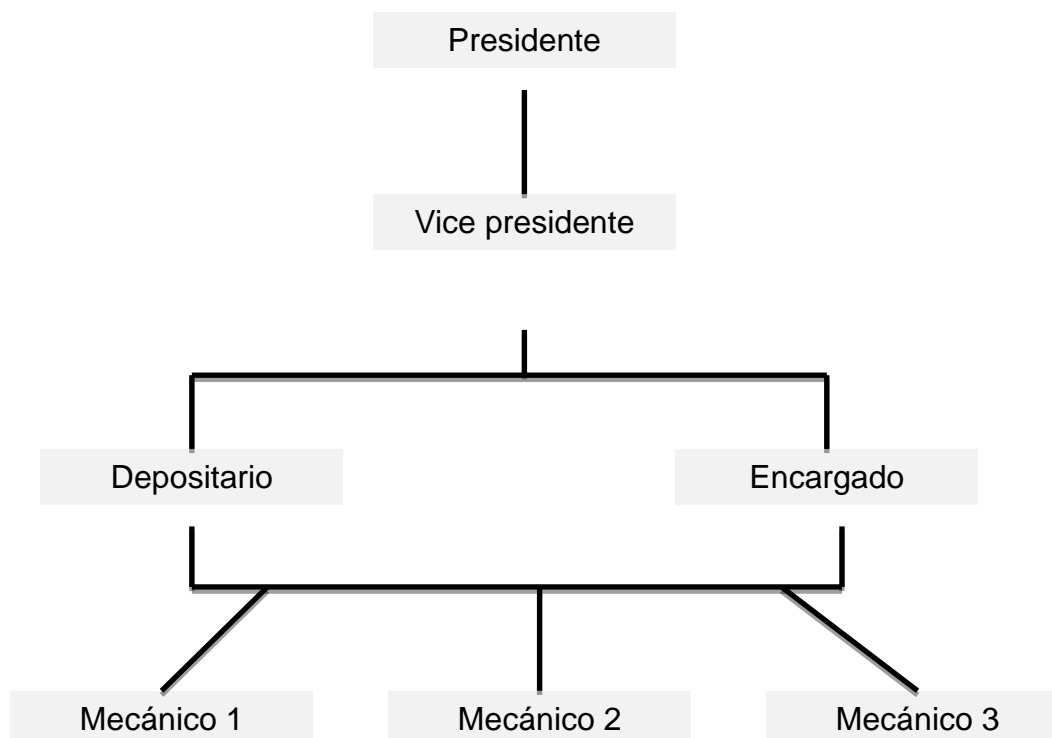 Presidente
Vice presidente
Depositario
Encargado
Mecánico 1
Mecánico 2
Mecánico 3